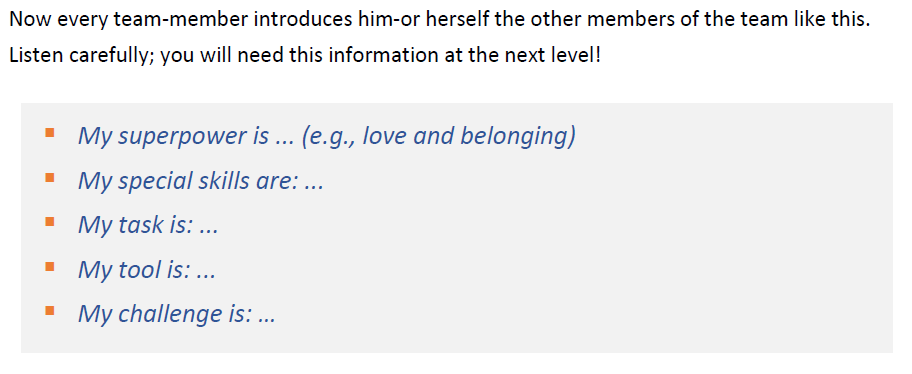 Now every team-member introduces him-or herself the other members of the team like this.
Listen carefully; you will need this information at the next level!
▪ My superpower is ... (e.g., love and belonging)
▪ My special skills are: ...
▪ My task is: ...
▪ My tool is: ...
▪ My challenge is: ...